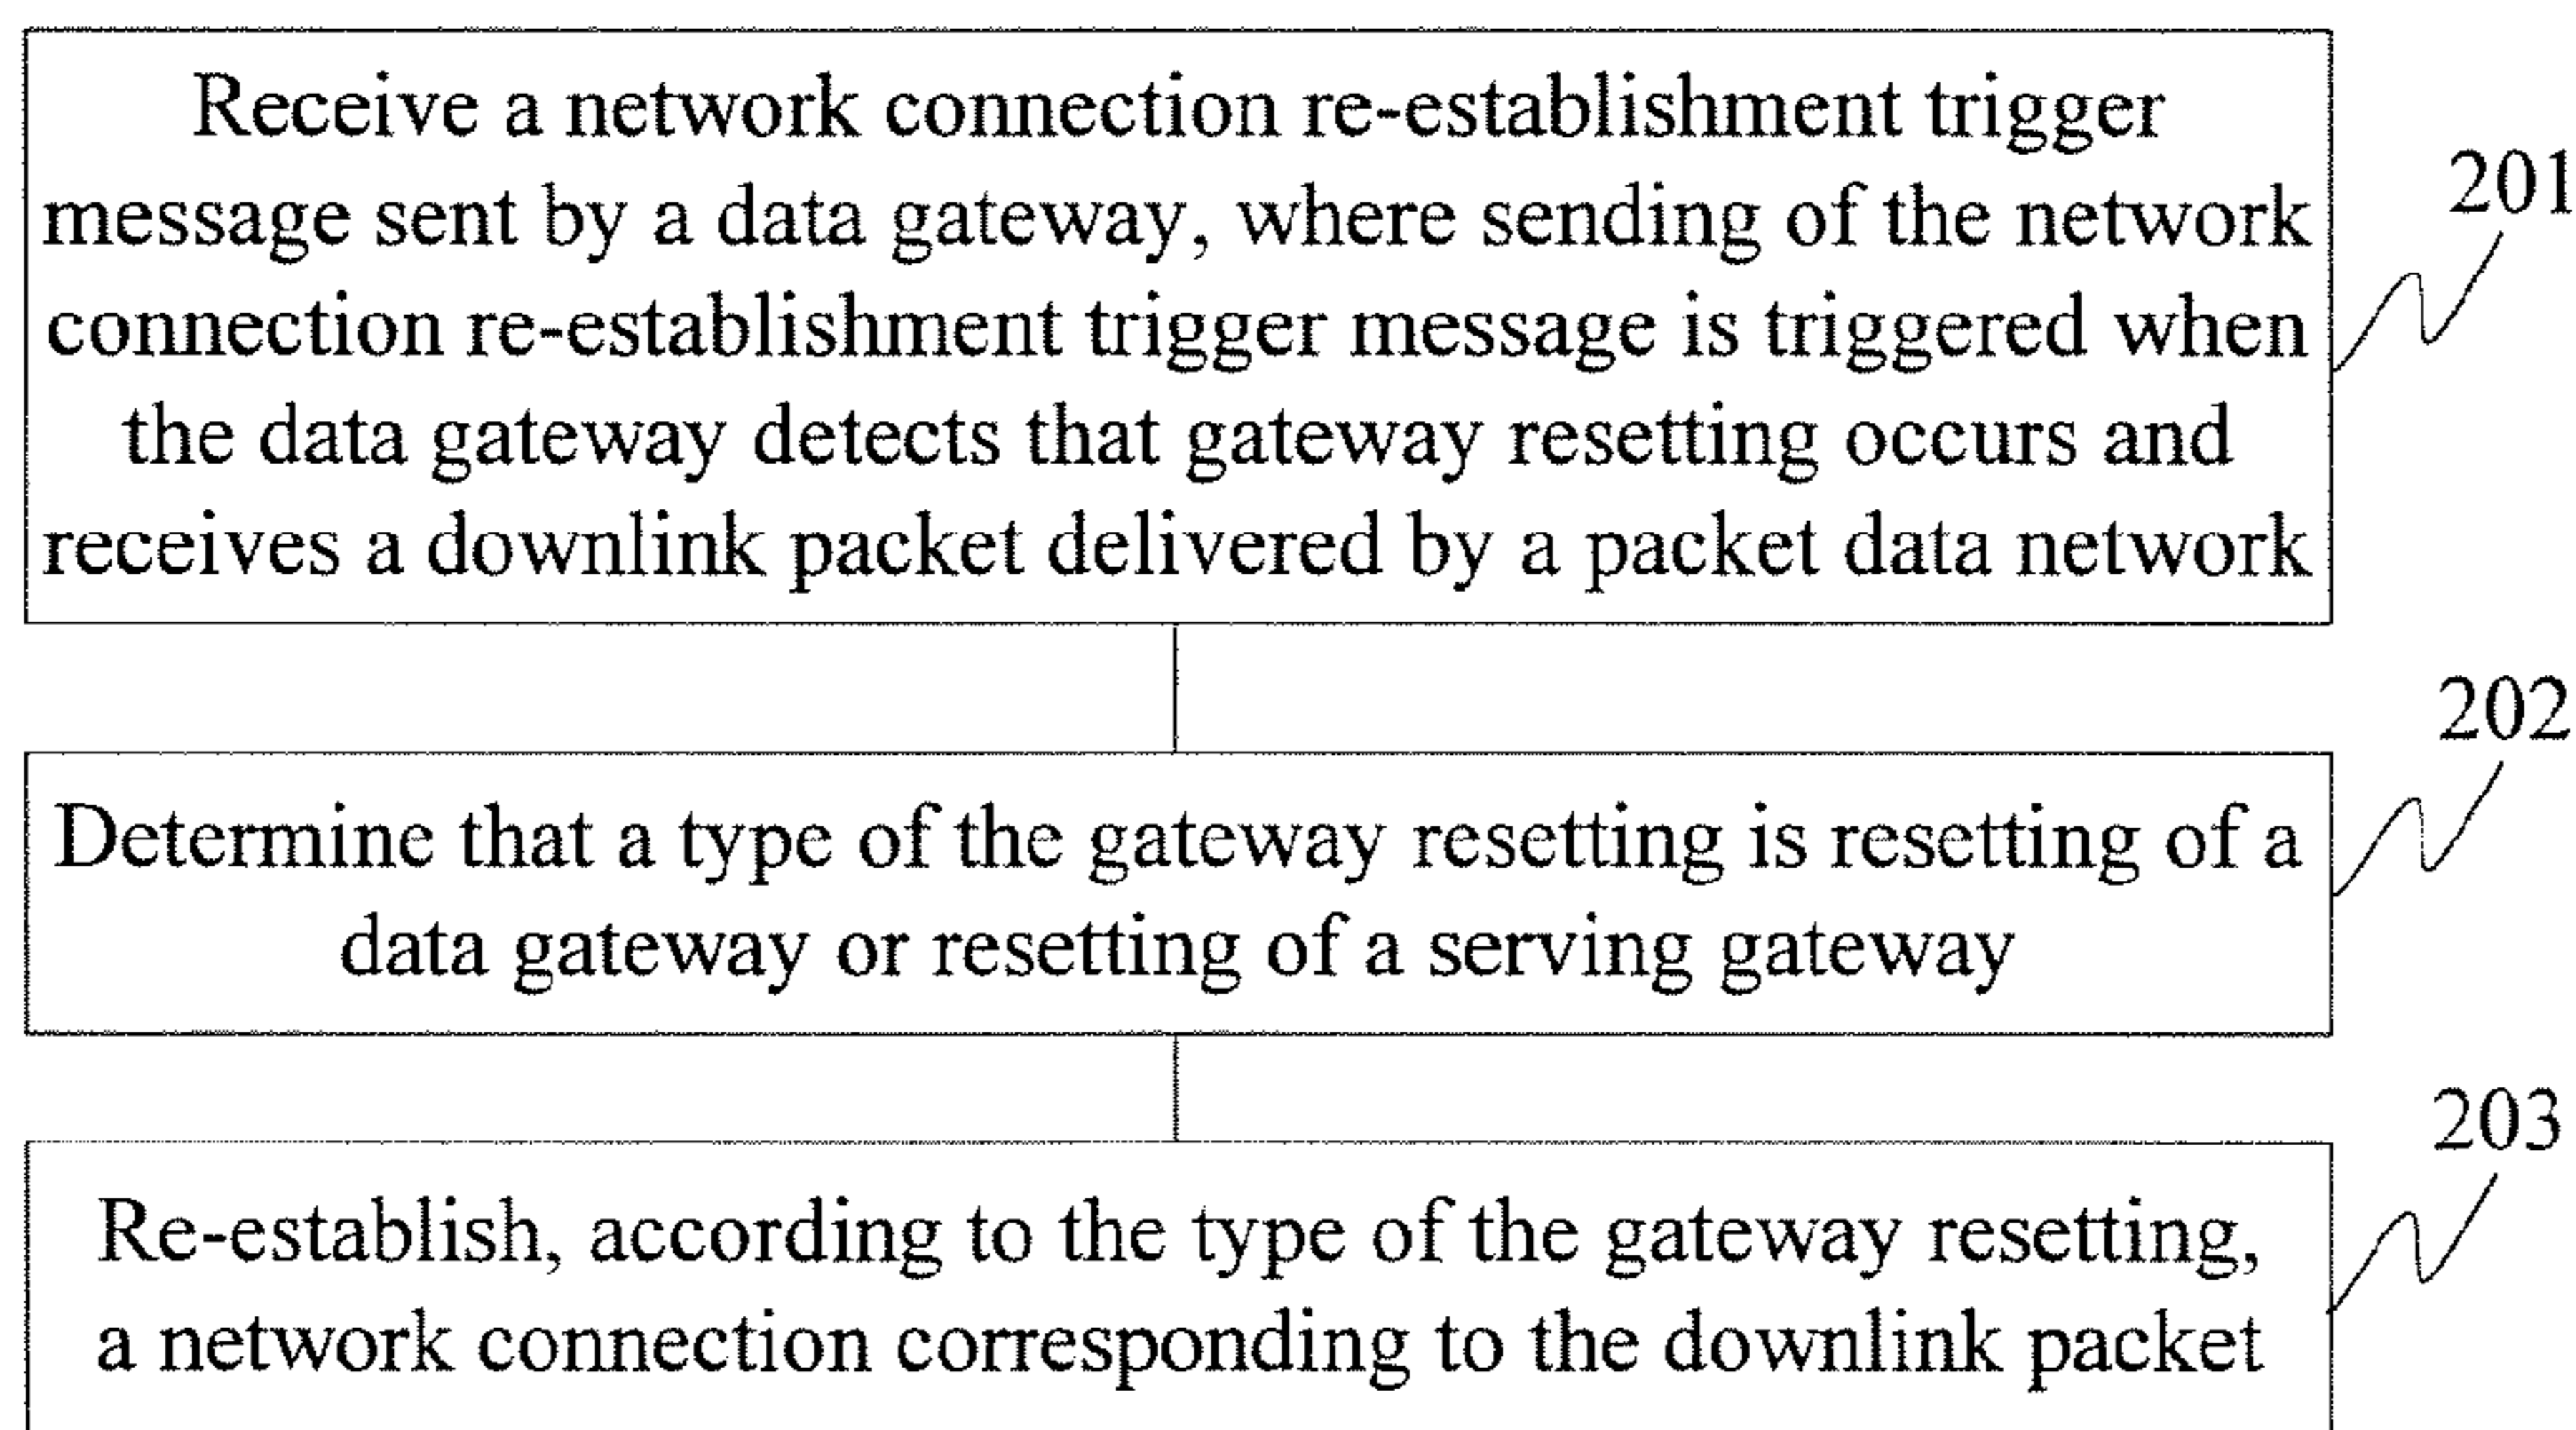 Receive a network connection re-establishment trigger
message sent by a data gateway, where sending of the network
connection re-establishment trigger message is triggered when
the data gateway detects that gateway resetting occurs and
receives a downlink packet delivered by a packet data network
201
Determine that a type of the gateway resetting is resetting of a
data gateway or resetting of a serving gateway
202
Re-establish, according to the type of the gateway resetting,
a network connection corresponding to the downlink packet
203